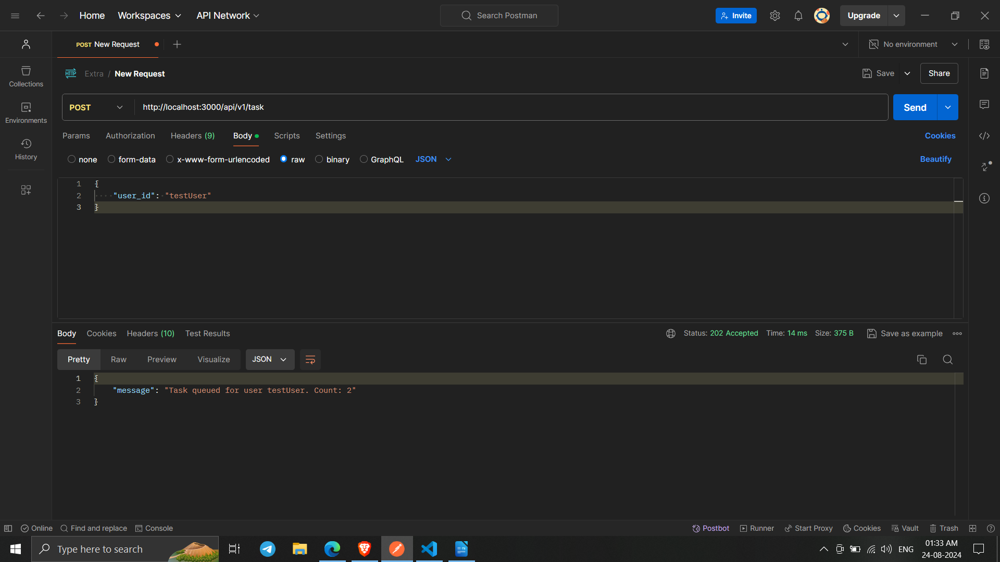 Home Workspaces API Network Search Postman Invite Upgrade
POST New Request No environment
HTTP Extra / New Request Save Share
Collections
POST http://localhost:3000/api/v1/task Send
Environments
Params Authorization Headers (9) Body Scripts Settings Cookies
History
none form-data x-www-form-urlencoded raw binary GraphQL JSON Beautify
1 {
2 "user_id": "testUser"
3 }
Body Cookies Headers (10) Test Results Status: 202 Accepted Time: 14 ms Size: 375 B Save as example
Pretty Raw Preview Visualize JSON
1 {
2 "message": "Task queued for user testUser. Count: 2"
3 }
Online Find and replace Console Postbot Runner Start Proxy Cookies Vault Trash
Type here to search ENG 01:33 AM
24-08-2024